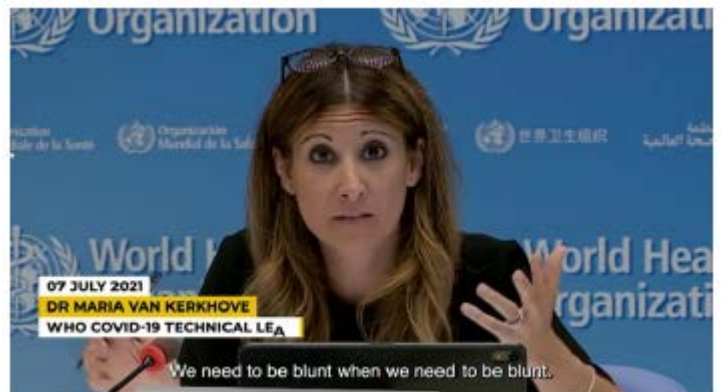 Organization
Organizati
Organización
Mundial de la Sal
世界卫生组织
World H
World Hea
rganizati
07 JULY 2021
DR MARIA VAN KERKHOVE
WHO COVID-19 TECHNICAL LEA
We need to be blunt when we need to be blunt.